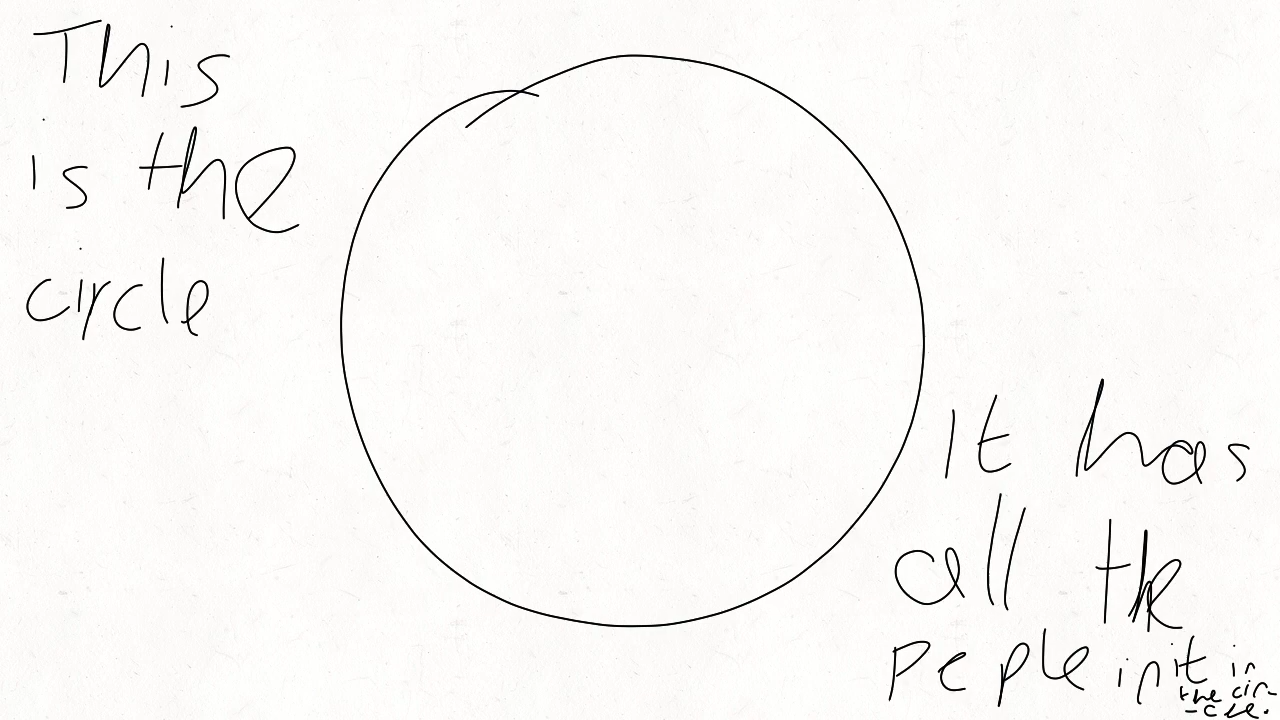 This
is the
circle
It has
all the
peple in it in
the cir-
-cle.